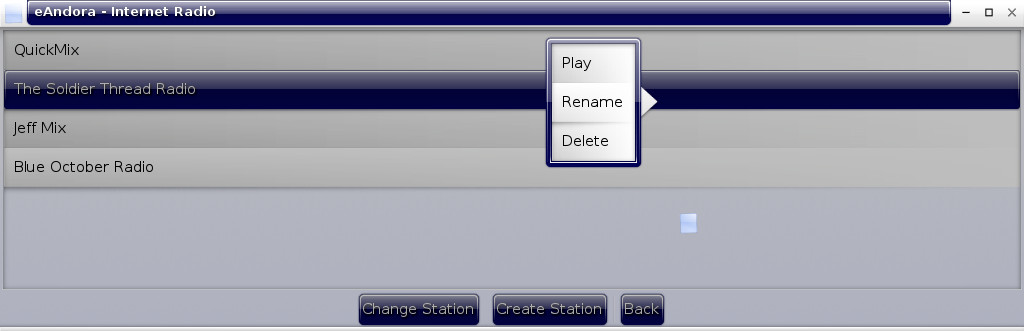 eAndora - Internet Radio
QuickMix
The Soldier Thread Radio
Jeff Mix
Blue October Radio
Play
Rename
Delete
Change Station
Create Station
Back